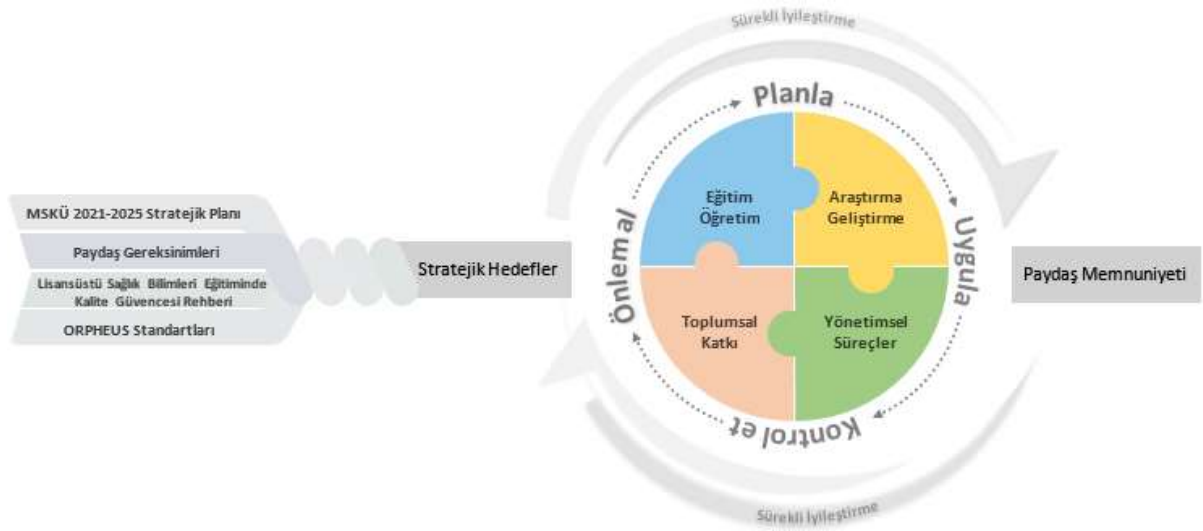 Sürekli İyileştirme
Planla
MSKÜ 2021-2025 Stratejik Planı
Paydaş Gereksinimleri
Lisansüstü Sağlık Bilimleri Eğitiminde
Kalite Güvencesi Rehberi
ORPHEUS Standartları
Stratejik Hedefler
Önlem al
Eğitim
Öğretim
Araştırma
Geliştirme
Toplumsal
Katkı
Yönetimsel
Süreçler
Uygula
Paydaş Memnuniyeti
Kontrol et
Sürekli İyileştirme